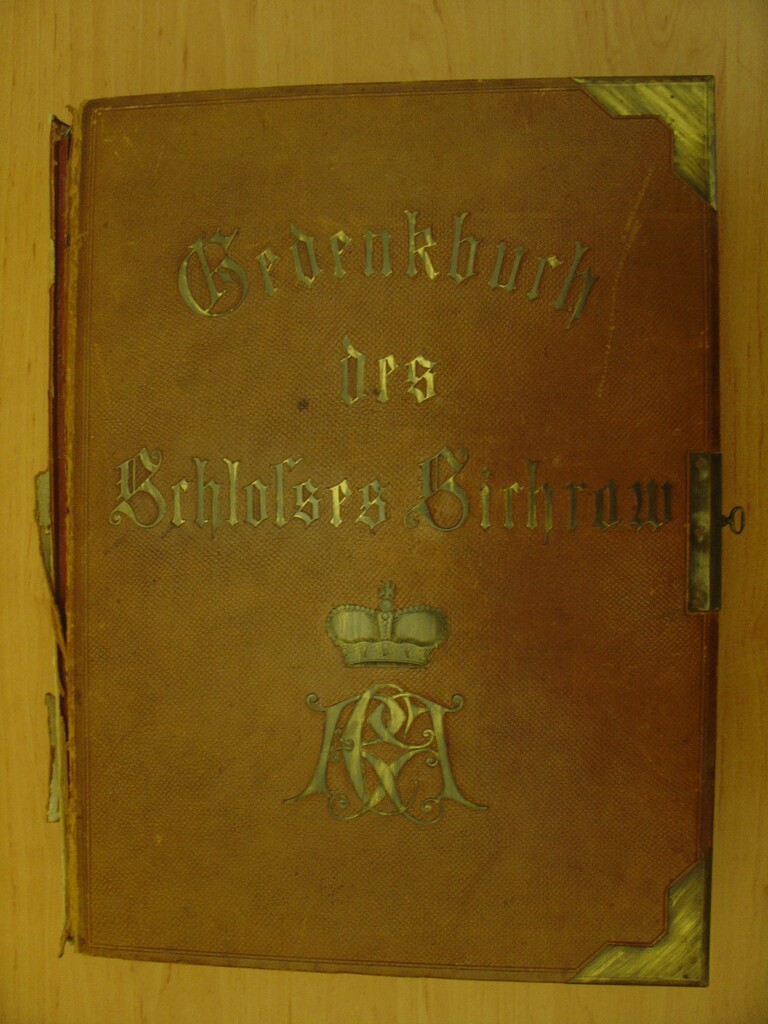 Gedenkbuch
des
Schloſses Sichrow